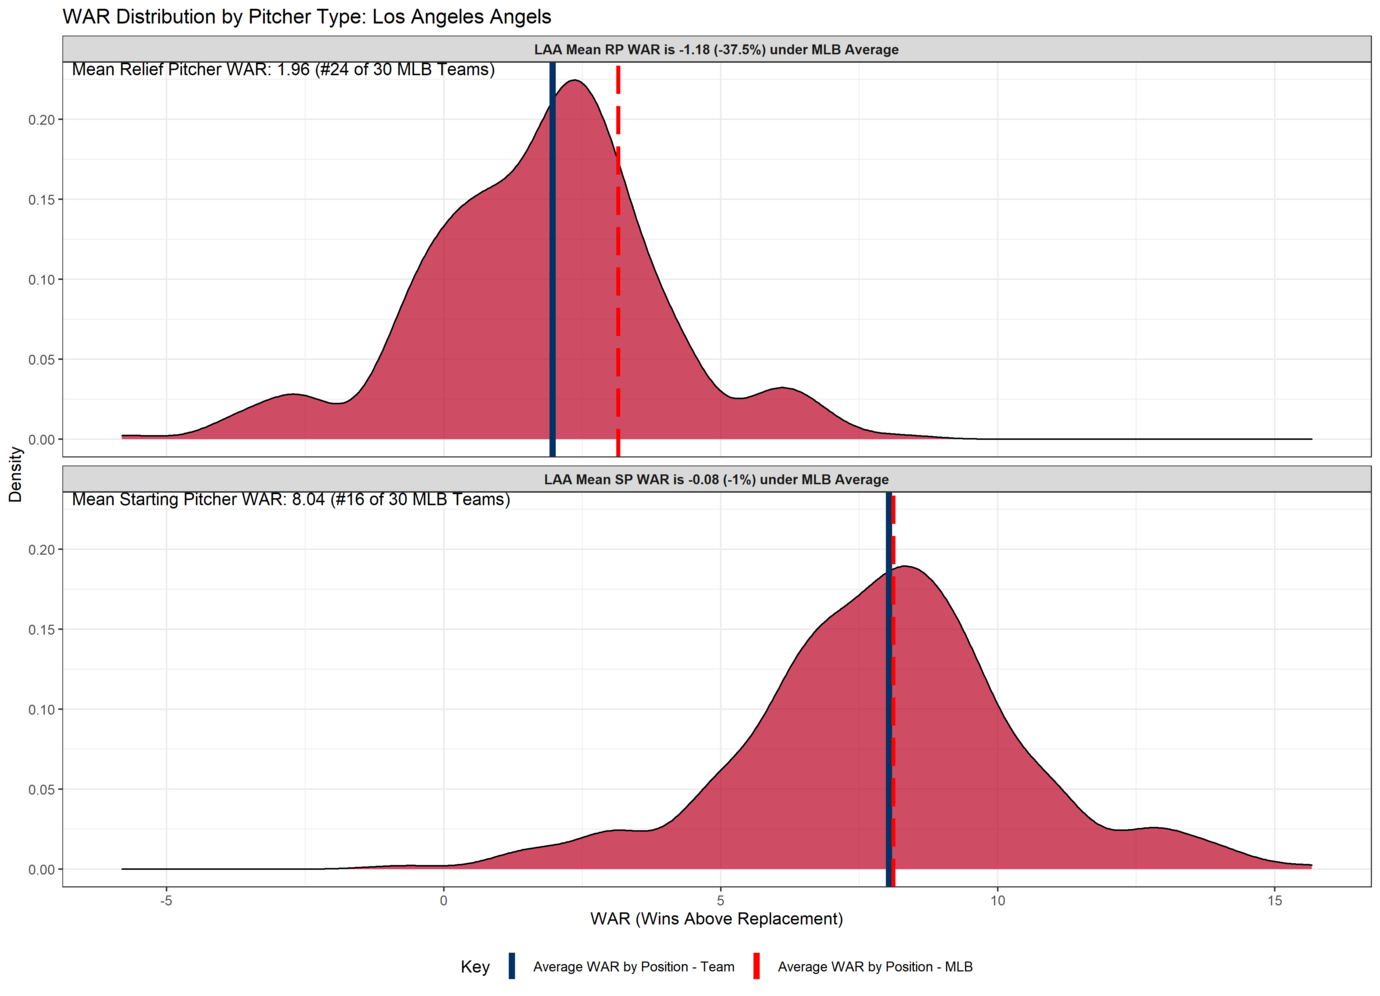 WAR Distribution by Pitcher Type: Los Angeles Angels
LAA Mean RP WAR is -1.18 (-37.5%) under MLB Average
Mean Relief Pitcher WAR: 1.96 (#24 of 30 MLB Teams)
0.20
0.15
0.10
0.05
0.00
Density
LAA Mean SP WAR is -0.08 (-1%) under MLB Average
Mean Starting Pitcher WAR: 8.04 (#16 of 30 MLB Teams)
0.20
0.15
0.10
0.05
0.00
-5 0 5 10 15
WAR (Wins Above Replacement)
Key Average WAR by Position - Team Average WAR by Position - MLB